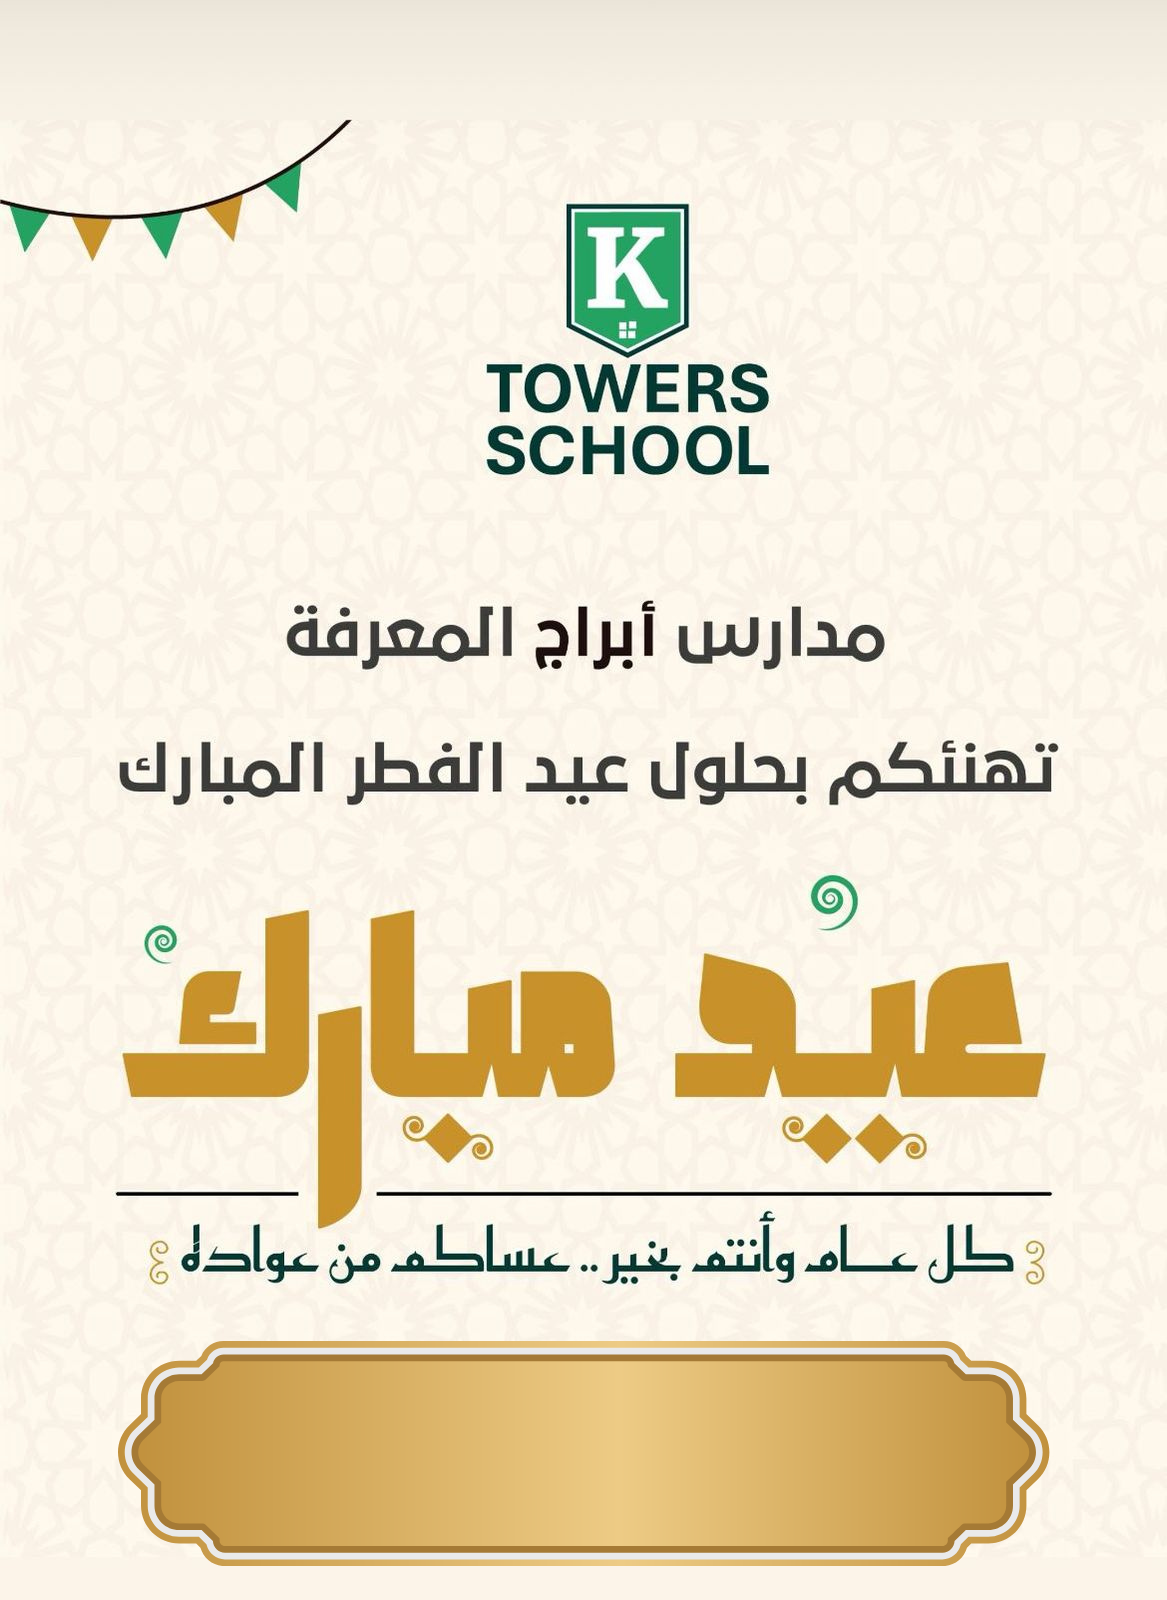 K
TOWERS
SCHOOL
مدارس أبراج المعرفة
تهنئكم بحلول عيد الفطر المبارك
عيد مبارك
كل عام وأنتم بخير .. عساكم من عواده